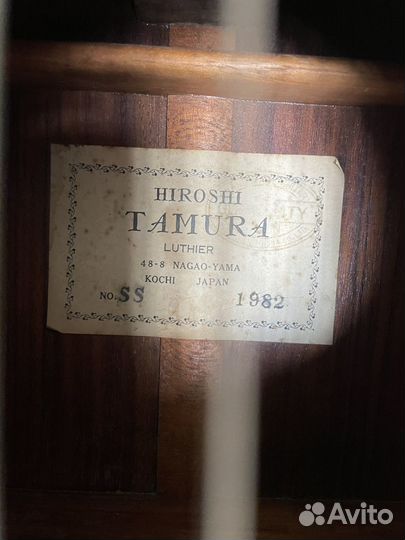 HIROSHI
TAMURA
LUTHIER
48-8 NAGAO-YAMA
KOCHI JAPAN
NO. SS 1982
Avito